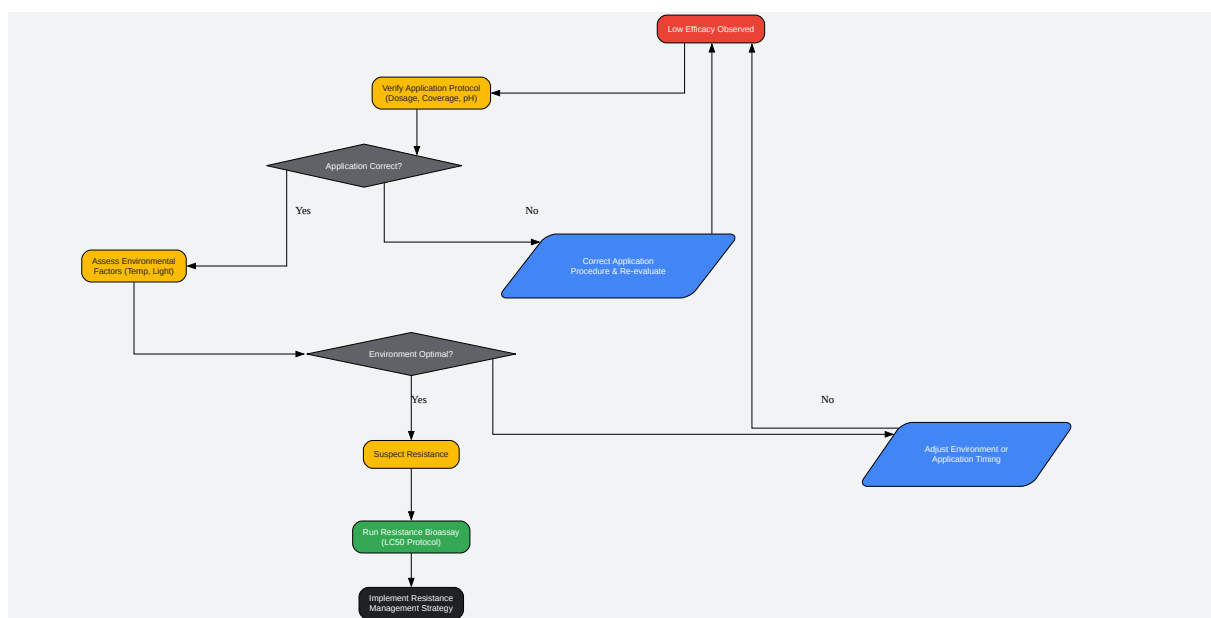 Low Efficacy Observed
Verify Application Protocol
(Dosage, Coverage, pH)
Application Correct?
Yes
No
Assess Environmental
Factors (Temp, Light)
Correct Application
Procedure & Re-evaluate
Environment Optimal?
Yes
No
Suspect Resistance
Adjust Environment or
Application Timing
Run Resistance Bioassay
(LC50 Protocol)
Implement Resistance
Management Strategy